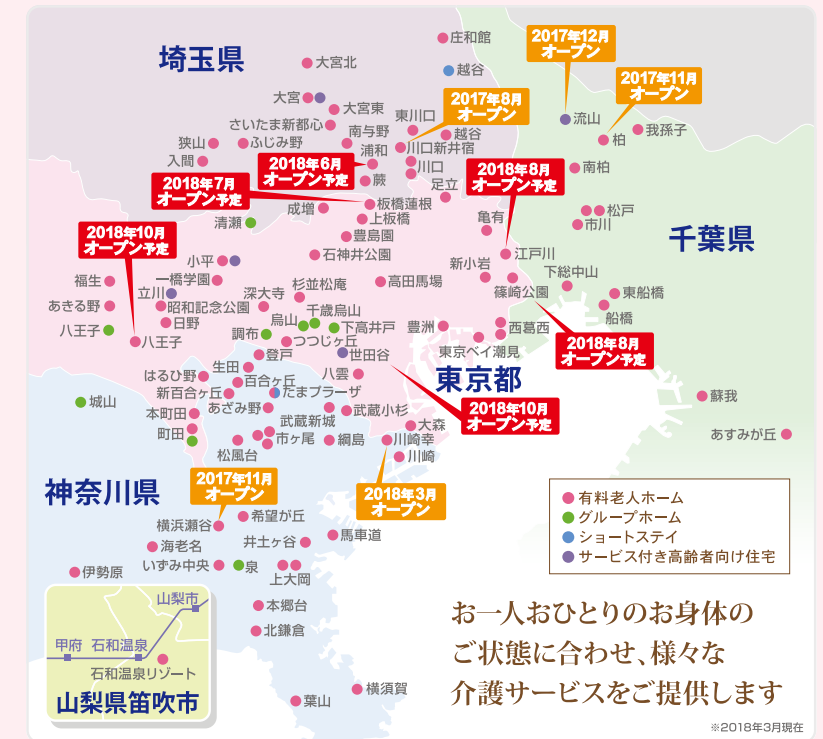 埼玉県
庄和館
2017年12月
オープン
大宮北
越谷
2017年11月
オープン
大宮
2017年8月
オープン
大宮東
流山
さいたま新都心
東川口
柏
我孫子
狭山
ふじみ野
南与野
越谷
入間
浦和
川口新井宿
2018年6月
オープン予定
川口
2018年8月
オープン予定
南柏
2018年7月
オープン予定
蕨
足立
成増
板橋蓮根
松戸
清瀬
上板橋
亀有
市川
2018年10月
オープン予定
豊島園
千葉県
小平
石神井公園
江戸川
福生
一橋学園
高田馬場
新小岩
下総中山
立川
杉並松庵
篠崎公園
東船橋
あきる野
昭和記念公園
深大寺
千歳烏山
船橋
八王子
日野
烏山
下高井戸
豊洲
西葛西
八王子
調布
つつじヶ丘
東京ベイ潮見
2018年8月
オープン予定
登戸
世田谷
生田
東京都
はるひ野
百合ヶ丘
八雲
新百合ヶ丘
たまプラーザ
蘇我
城山
あざみ野
武蔵小杉
2018年10月
オープン予定
本町田
武蔵新城
大森
あすみが丘
町田
市ヶ尾
綱島
川崎幸
松風台
川崎
神奈川県
2017年11月
オープン
2018年3月
オープン
有料老人ホーム
グループホーム
ショートステイ
サービス付き高齢者向け住宅
横浜瀬谷
希望が丘
馬車道
海老名
井土ヶ谷
いずみ中央
泉
伊勢原
上大岡
山梨市
本郷台
お一人おひとりのお身体の
北鎌倉
甲府
石和温泉
ご状態に合わせ、様々な
石和温泉リゾート
介護サービスをご提供します
山梨県笛吹市
横須賀
葉山
※2018年3月現在